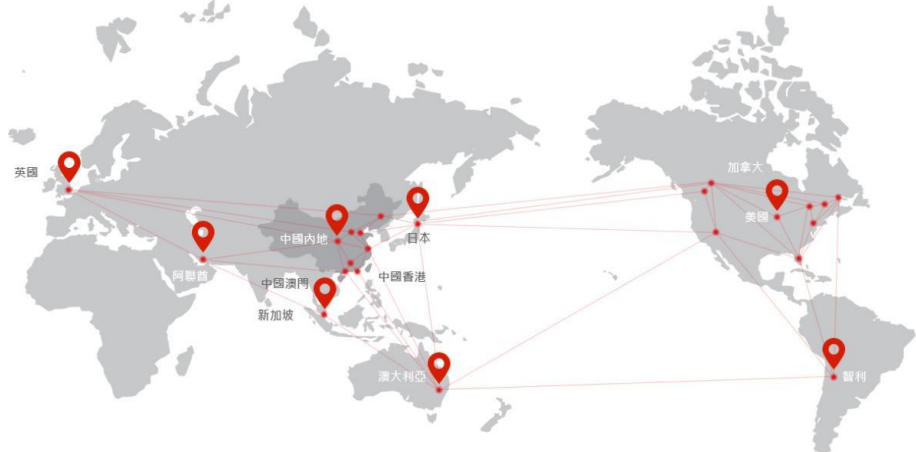 加拿大
英國
美國
日本
中國內地
阿聯酋
中國香港
中國澳門
新加坡
澳大利亞
智利